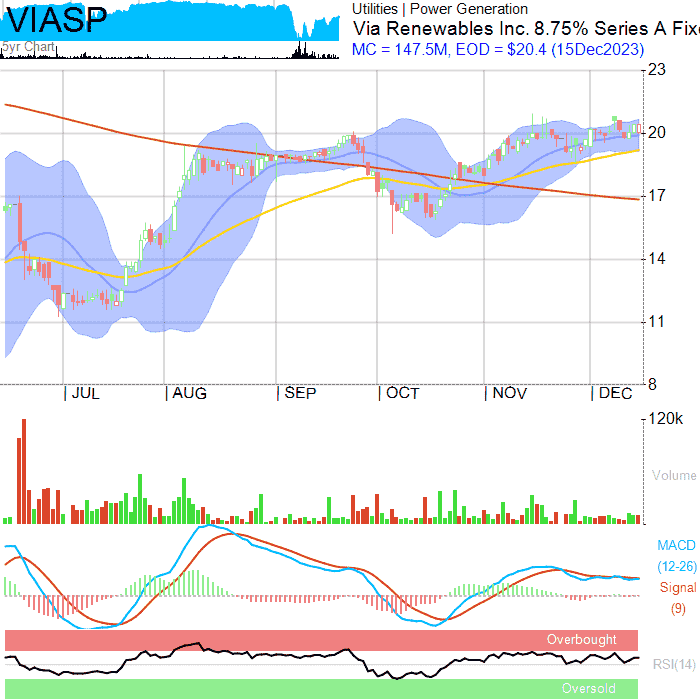 VIASP
5yr Chart
Utilities | Power Generation
Via Renewables Inc. 8.75% Series A Fixe
MC = 147.5M, EOD = $20.4 (15Dec2023)
23
20
17
14
11
8
JUL AUG SEP OCT NOV DEC
120k
Volume
MACD
(12-26)
Signal
(9)
Overbought
RSI(14)
Oversold